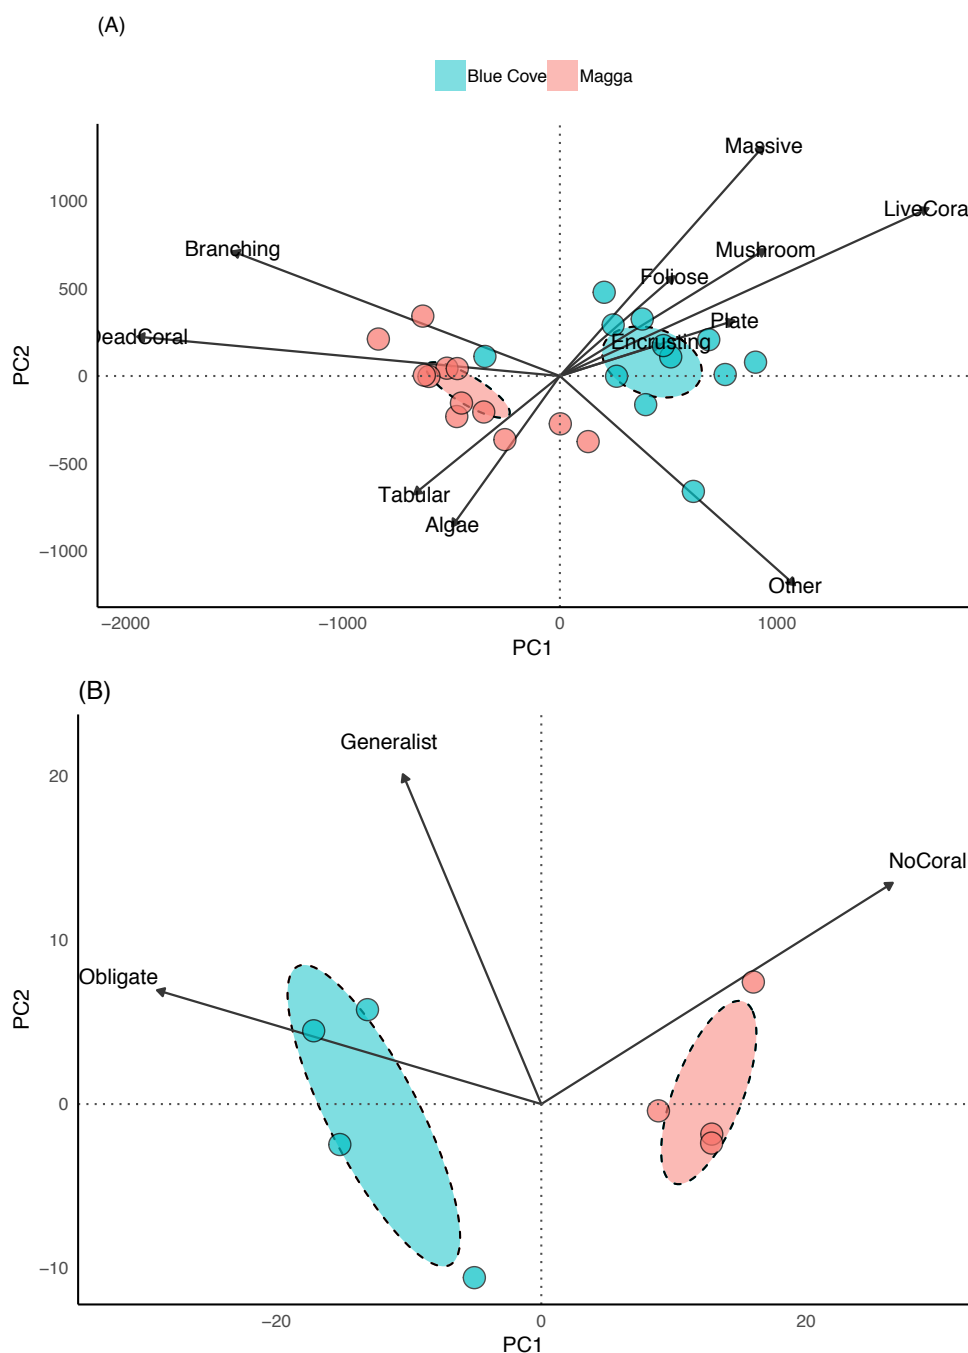 (A)
Blue Cove Magga
Massive
LiveCora
Branching
Mushroom
Foliose
Plate
DeadCoral
Encrusting
Tabular
Algae
Other
1000
500
0
−500
−1000
PC2
−2000 −1000 0 1000
PC1
(B)
Generalist
NoCoral
Obligate
20
10
0
−10
PC2
−20 0 20
PC1